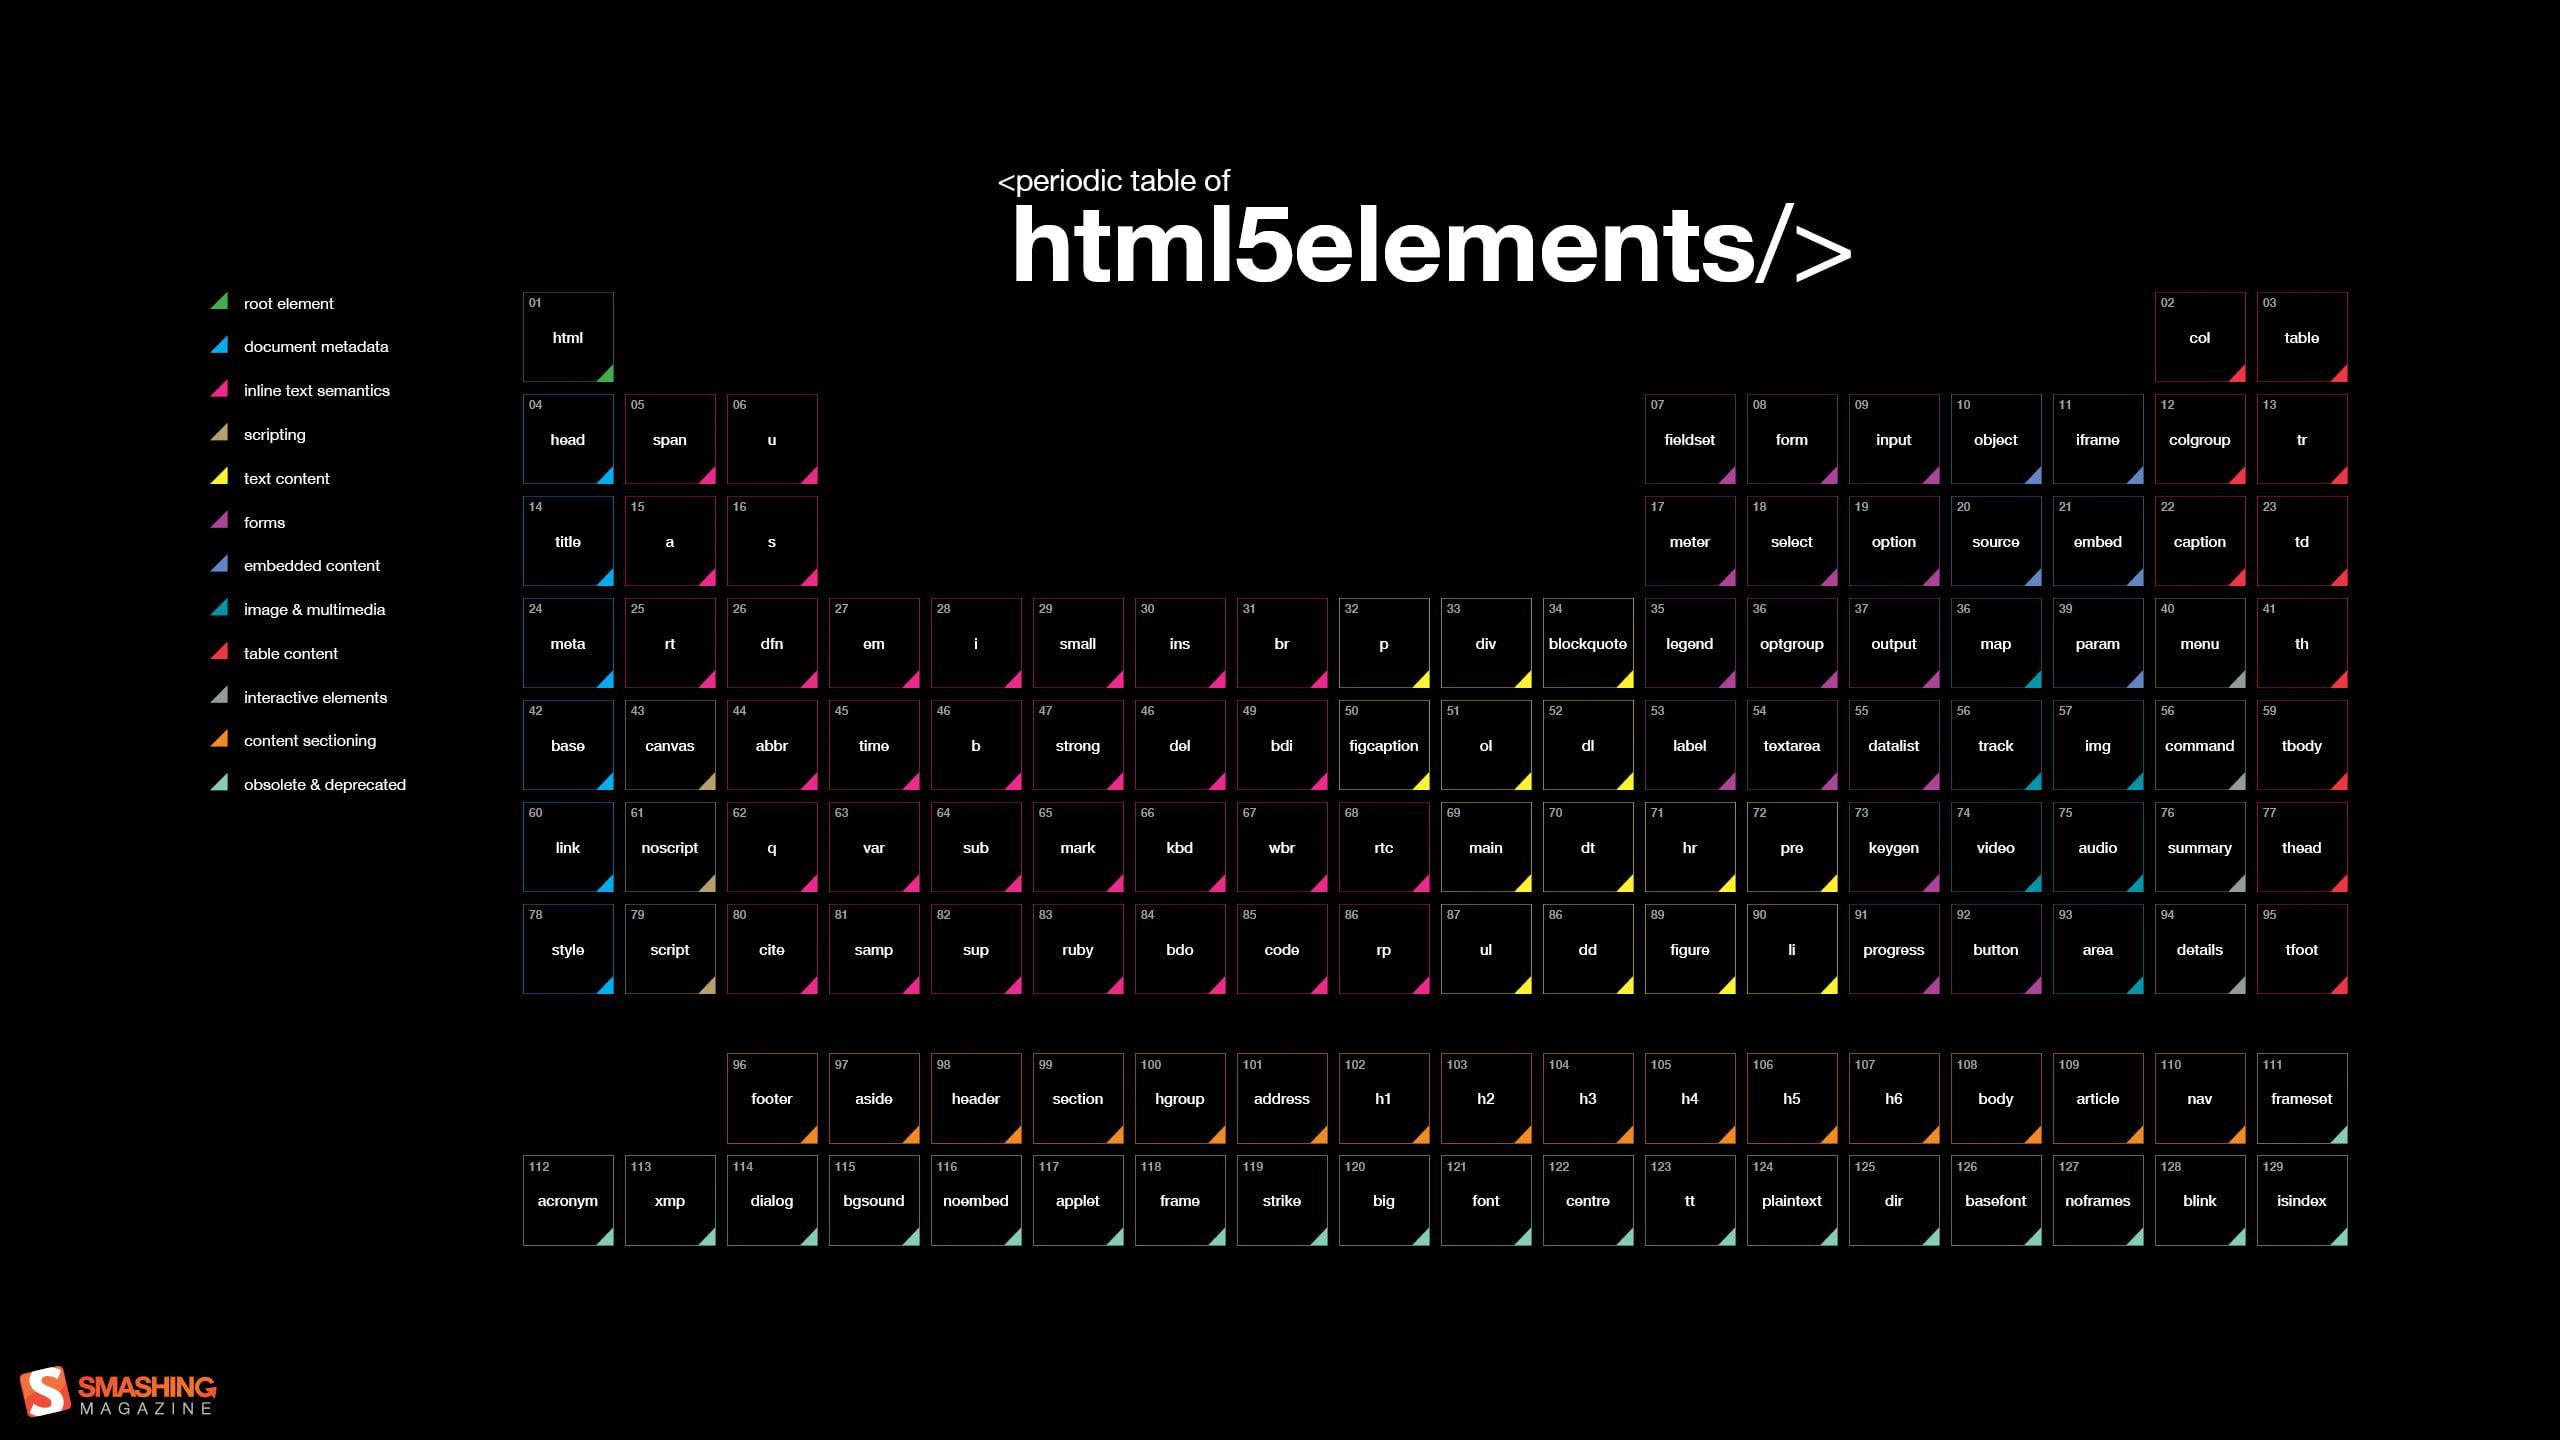 <periodic table of
html5elements/>
root element
document metadata
inline text semantics
scripting
text content
forms
embedded content
image & multimedia
table content
interactive elements
content sectioning
obsolete & deprecated
01 02 03
html col table
04 05 06 07 08 09 10 11 12 13
head span u fieldset form input object iframe colgroup tr
14 15 16 17 18 19 20 21 22 23
title a s meter select option source embed caption td
24 25 26 27 28 29 30 31 32 33 34 35 36 37 36 39 40 41
meta rt dfn em i small ins br p div blockquote legend optgroup output map param menu th
42 43 44 45 46 47 46 49 50 51 52 53 54 55 56 57 56 59
base canvas abbr time b strong del bdi figcaption ol dl label textarea datalist track img command tbody
60 61 62 63 64 65 66 67 68 69 70 71 72 73 74 75 76 77
link noscript q var sub mark kbd wbr rtc main dt hr pre keygen video audio summary thead
78 79 80 81 82 83 84 85 86 87 86 89 90 91 92 93 94 95
style script cite samp sup ruby bdo code rp ul dd figure li progress button area details tfoot
96 97 98 99 100 101 102 103 104 105 106 107 108 109 110 111
footer aside header section hgroup address h1 h2 h3 h4 h5 h6 body article nav frameset
112 113 114 115 116 117 118 119 120 121 122 123 124 125 126 127 128 129
acronym xmp dialog bgsound noembed applet frame strike big font centre tt plaintext dir basefont noframes blink isindex
S SMASHING
MAGAZINE